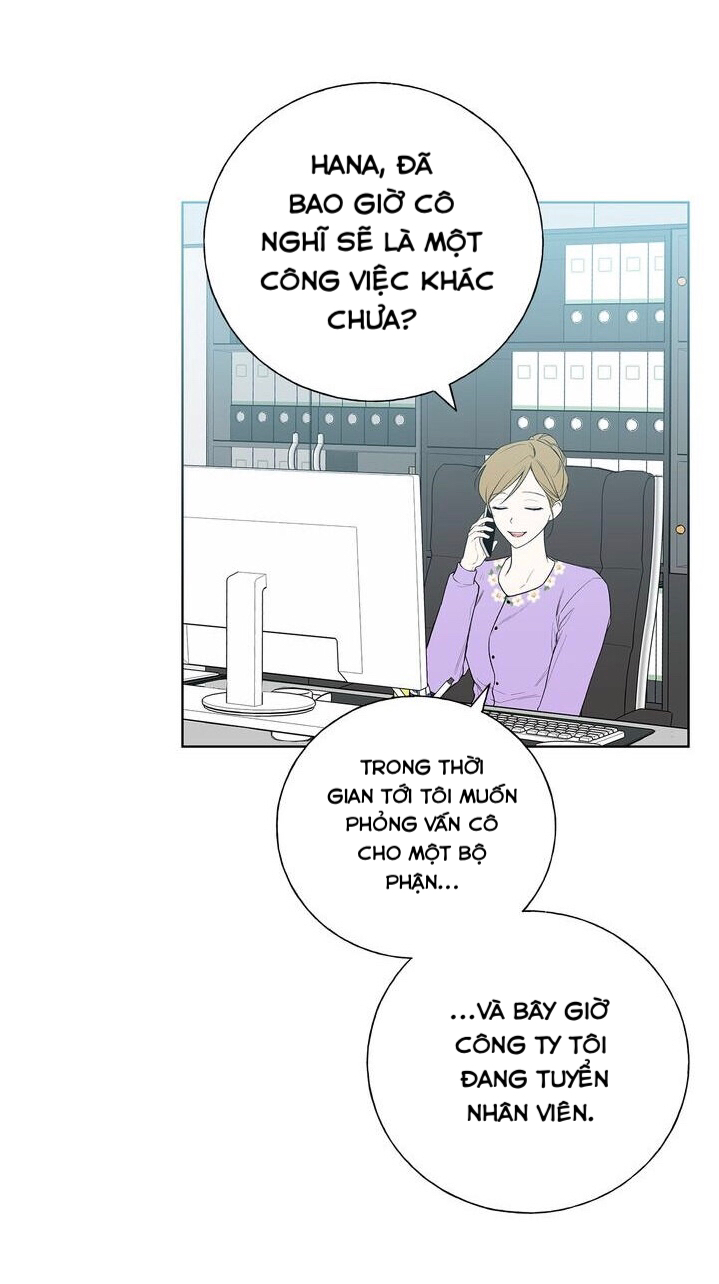 HANA, ĐÃ
BAO GIỜ CÔ
NGHĨ SẼ LÀ MỘT
CÔNG VIỆC KHÁC
CHƯA?
TRONG THỜI
GIAN TỚI TÔI MUỐN
PHỎNG VẤN CÔ
CHO MỘT BỘ
PHẬN...
...VÀ BÂY GIỜ
CÔNG TY TÔI
ĐANG TUYỂN
NHÂN VIÊN.